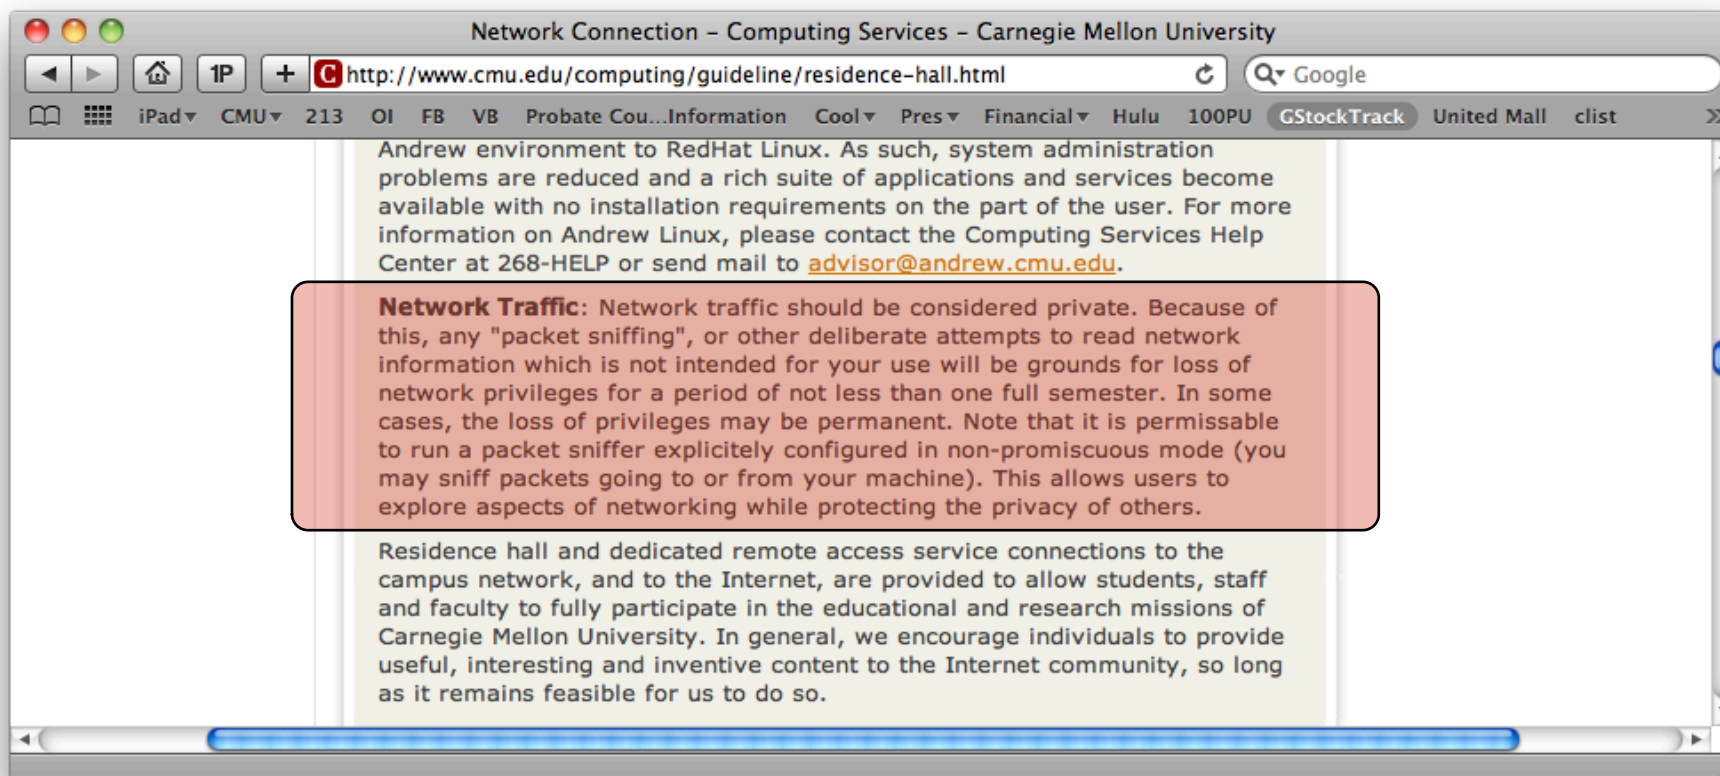 Network Connection – Computing Services – Carnegie Mellon University
1P + C http://www.cmu.edu/computing/guideline/residence-hall.html Google
iPad CMU 213 OI FB VB Probate Cou...Information Cool Pres Financial Hulu 100PU GStockTrack United Mall clist
Andrew environment to RedHat Linux. As such, system administration
problems are reduced and a rich suite of applications and services become
available with no installation requirements on the part of the user. For more
information on Andrew Linux, please contact the Computing Services Help
Center at 268-HELP or send mail to advisor@andrew.cmu.edu.
Network Traffic: Network traffic should be considered private. Because of
this, any "packet sniffing", or other deliberate attempts to read network
information which is not intended for your use will be grounds for loss of
network privileges for a period of not less than one full semester. In some
cases, the loss of privileges may be permanent. Note that it is permissable
to run a packet sniffer explicitely configured in non-promiscuous mode (you
may sniff packets going to or from your machine). This allows users to
explore aspects of networking while protecting the privacy of others.
Residence hall and dedicated remote access service connections to the
campus network, and to the Internet, are provided to allow students, staff
and faculty to fully participate in the educational and research missions of
Carnegie Mellon University. In general, we encourage individuals to provide
useful, interesting and inventive content to the Internet community, so long
as it remains feasible for us to do so.